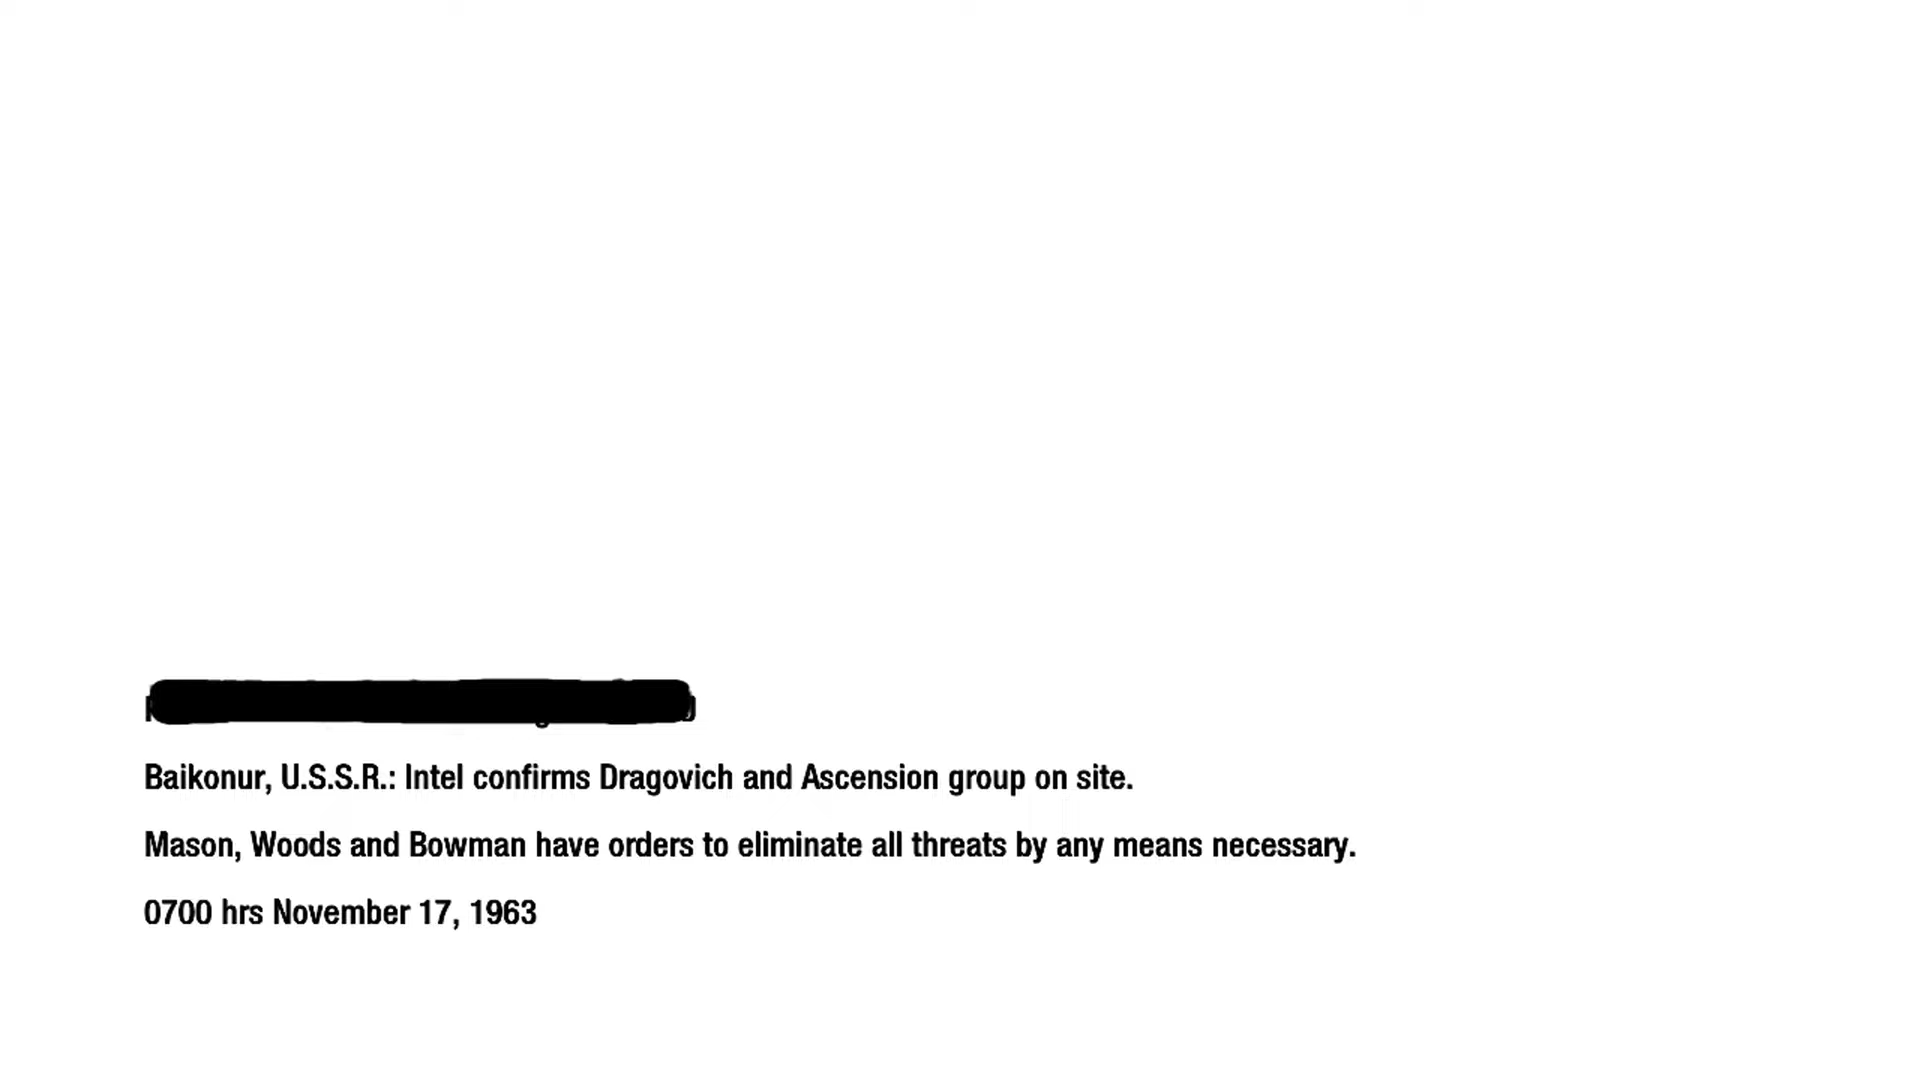 Baikonur, U.S.S.R.: Intel confirms Dragovich and Ascension group on site.
Mason, Woods and Bowman have orders to eliminate all threats by any means necessary.
0700 hrs November 17, 1963